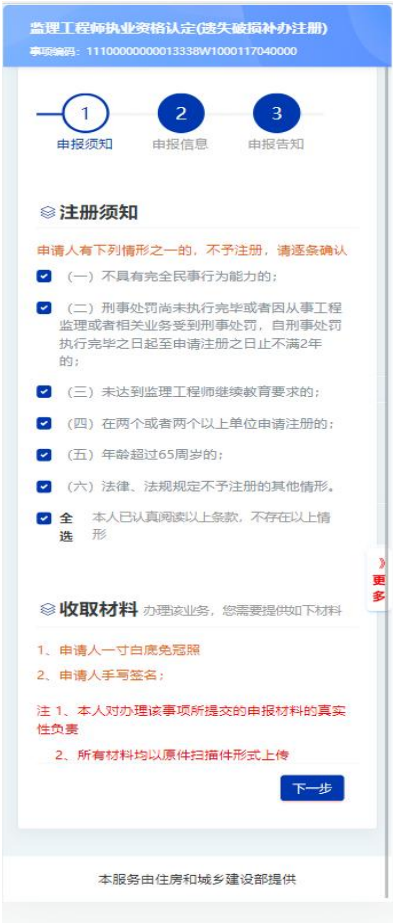 监理工程师执业资格认定(遗失破损补办注册)
事项编码：11100000000013338W1000117040000
1
2
3
申报须知
申报信息
申报告知
注册须知
申请人有下列情形之一的，不予注册，请逐条确认
（一）不具有完全民事行为能力的；
（二）刑事处罚尚未执行完毕或者因从事工程
监理或者相关业务受到刑事处罚，自刑事处罚
执行完毕之日起至申请注册之日止不满2年
的；
（三）未达到监理工程师继续教育要求的；
（四）在两个或者两个以上单位申请注册的；
（五）年龄超过65周岁的；
（六）法律、法规规定不予注册的其他情形。
全 本人已认真阅读以上条款，不存在以上情
选 形
》
更
多
收取材料 办理该业务，您需要提供如下材料
1、申请人一寸白底免冠照
2、申请人手写签名；
注 1、本人对办理该事项所提交的申报材料的真实
性负责
2、所有材料均以原件扫描件形式上传
下一步
本服务由住房和城乡建设部提供